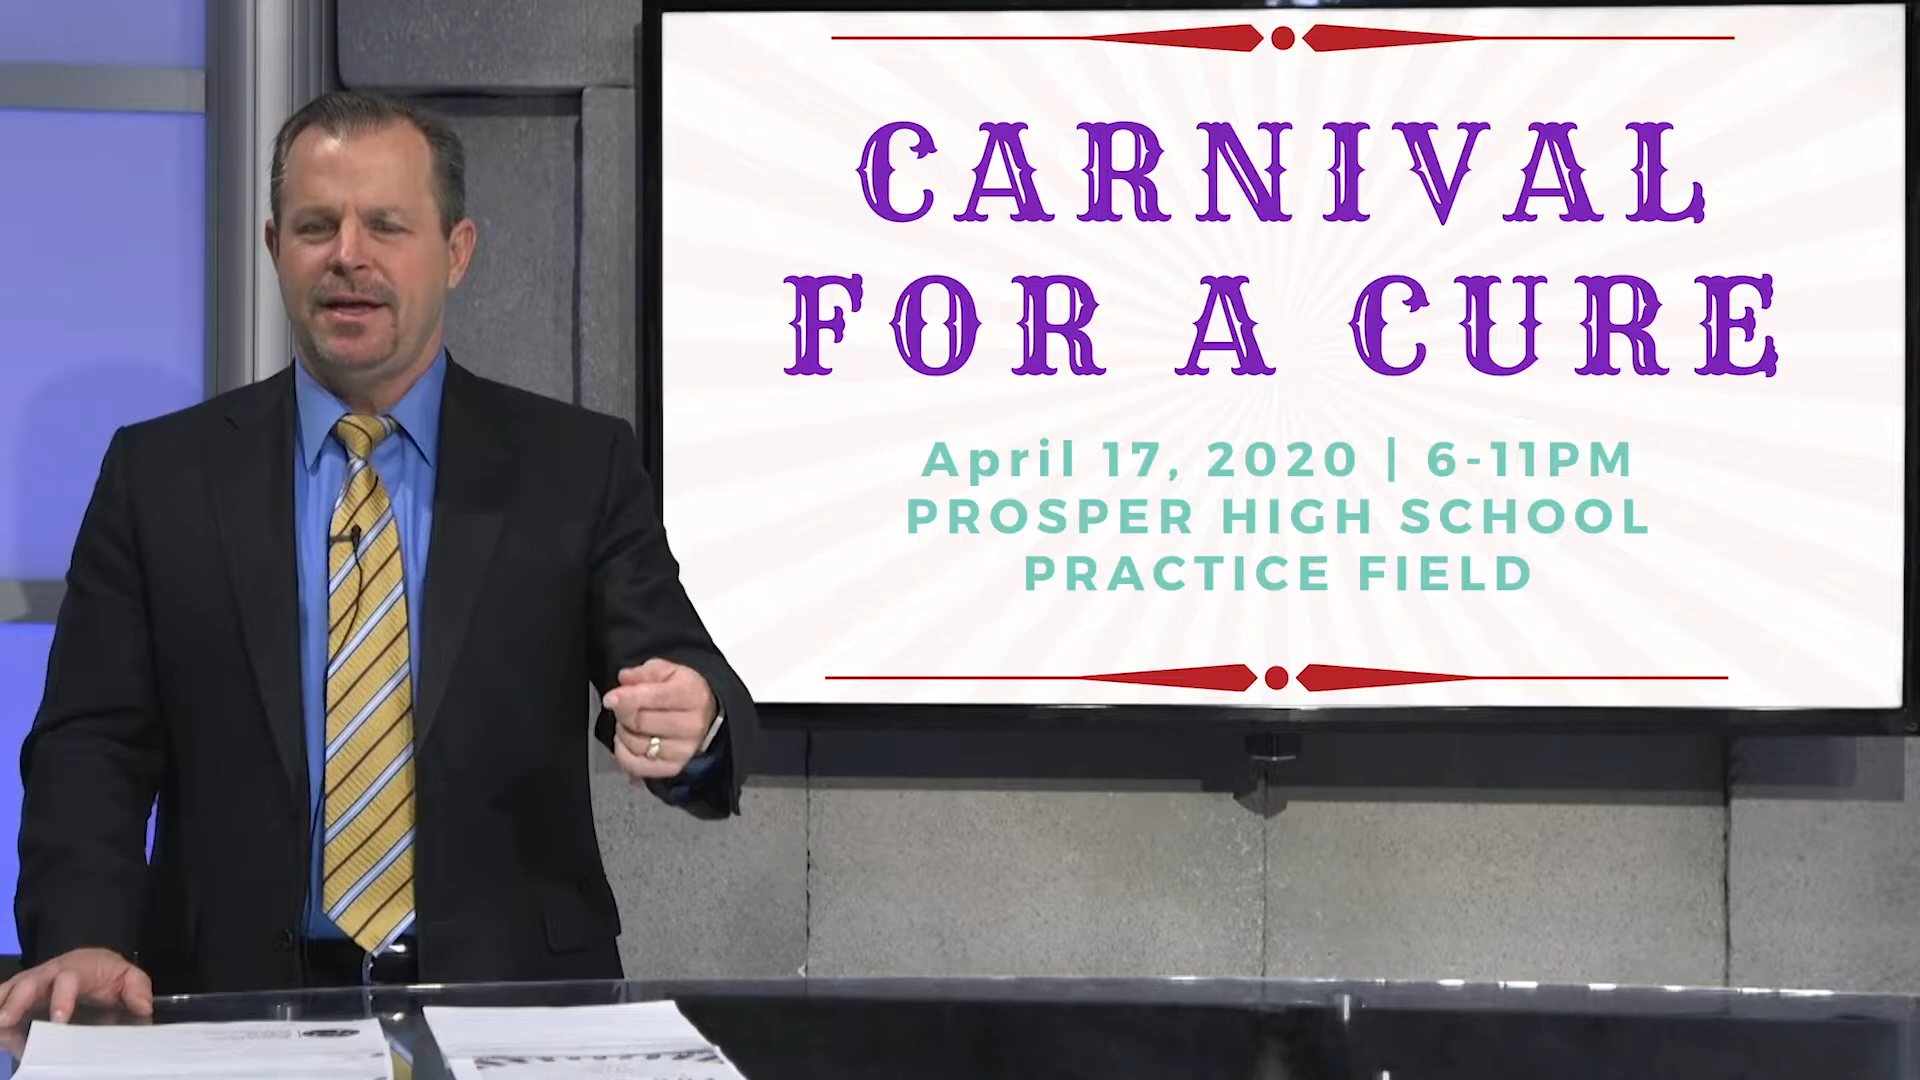 CARNIVAL
FOR A CURE
April 17, 2020 | 6-11PM
PROSPER HIGH SCHOOL
PRACTICE FIELD